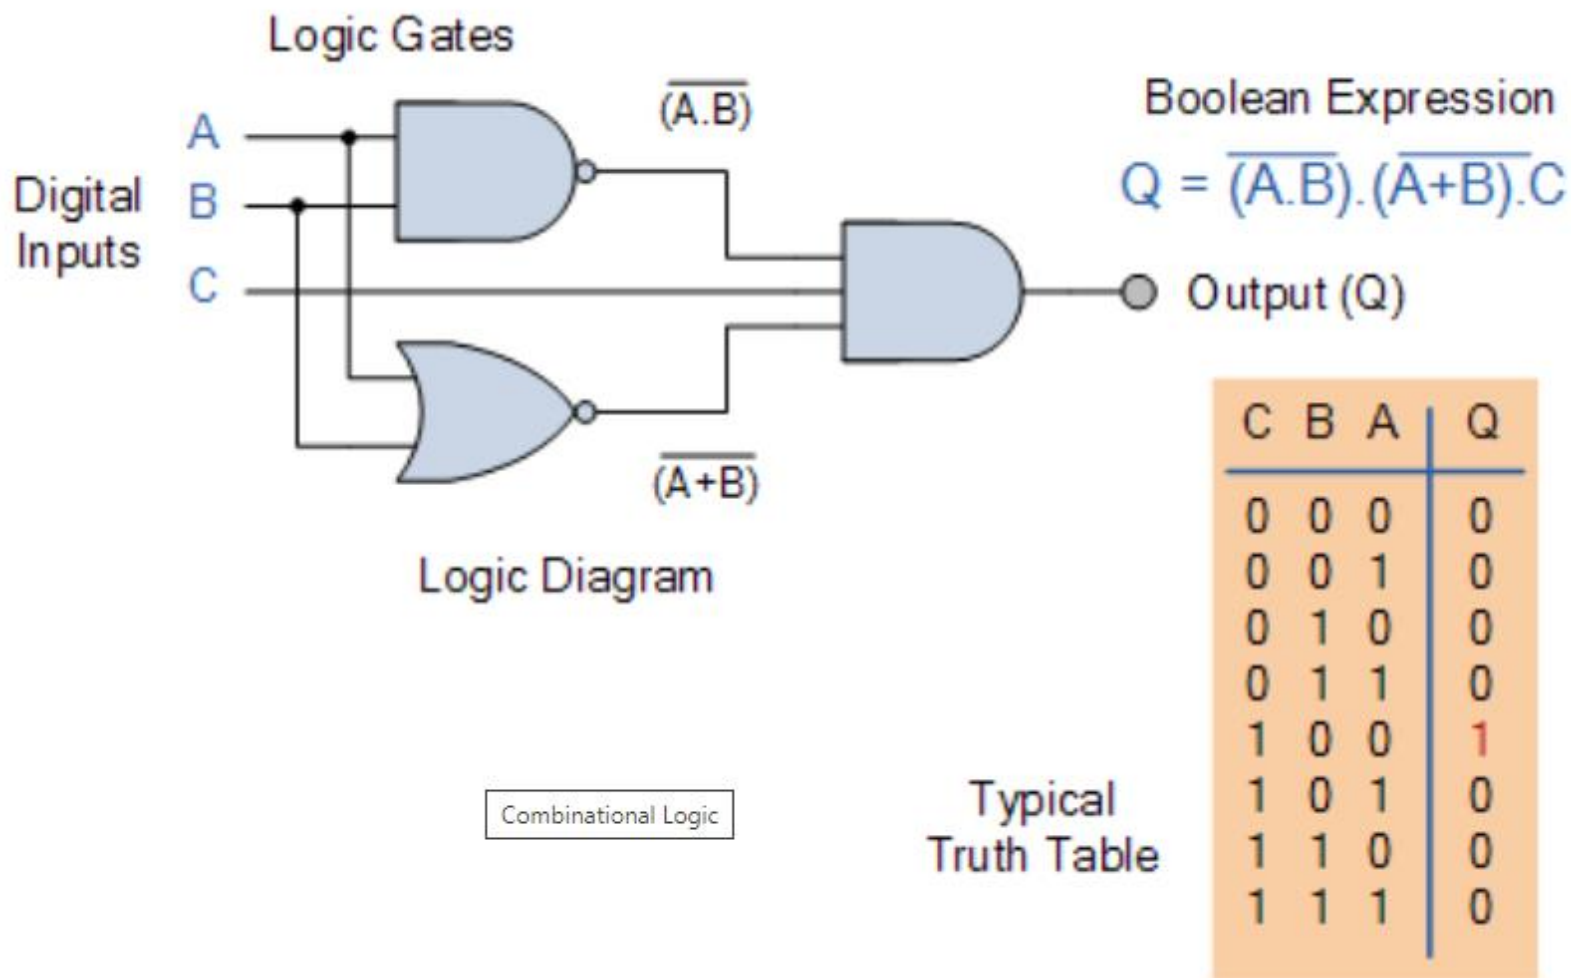 Logic Gates
(A.B)
Boolean Expression
Q = (A.B).(A+B).C
Digital
Inputs
A
B
C
Output (Q)
(A+B)
Logic Diagram
C B A Q
0 0 0 0
0 0 1 0
0 1 0 0
0 1 1 0
1 0 0 1
1 0 1 0
1 1 0 0
1 1 1 0
Combinational Logic
Typical
Truth Table